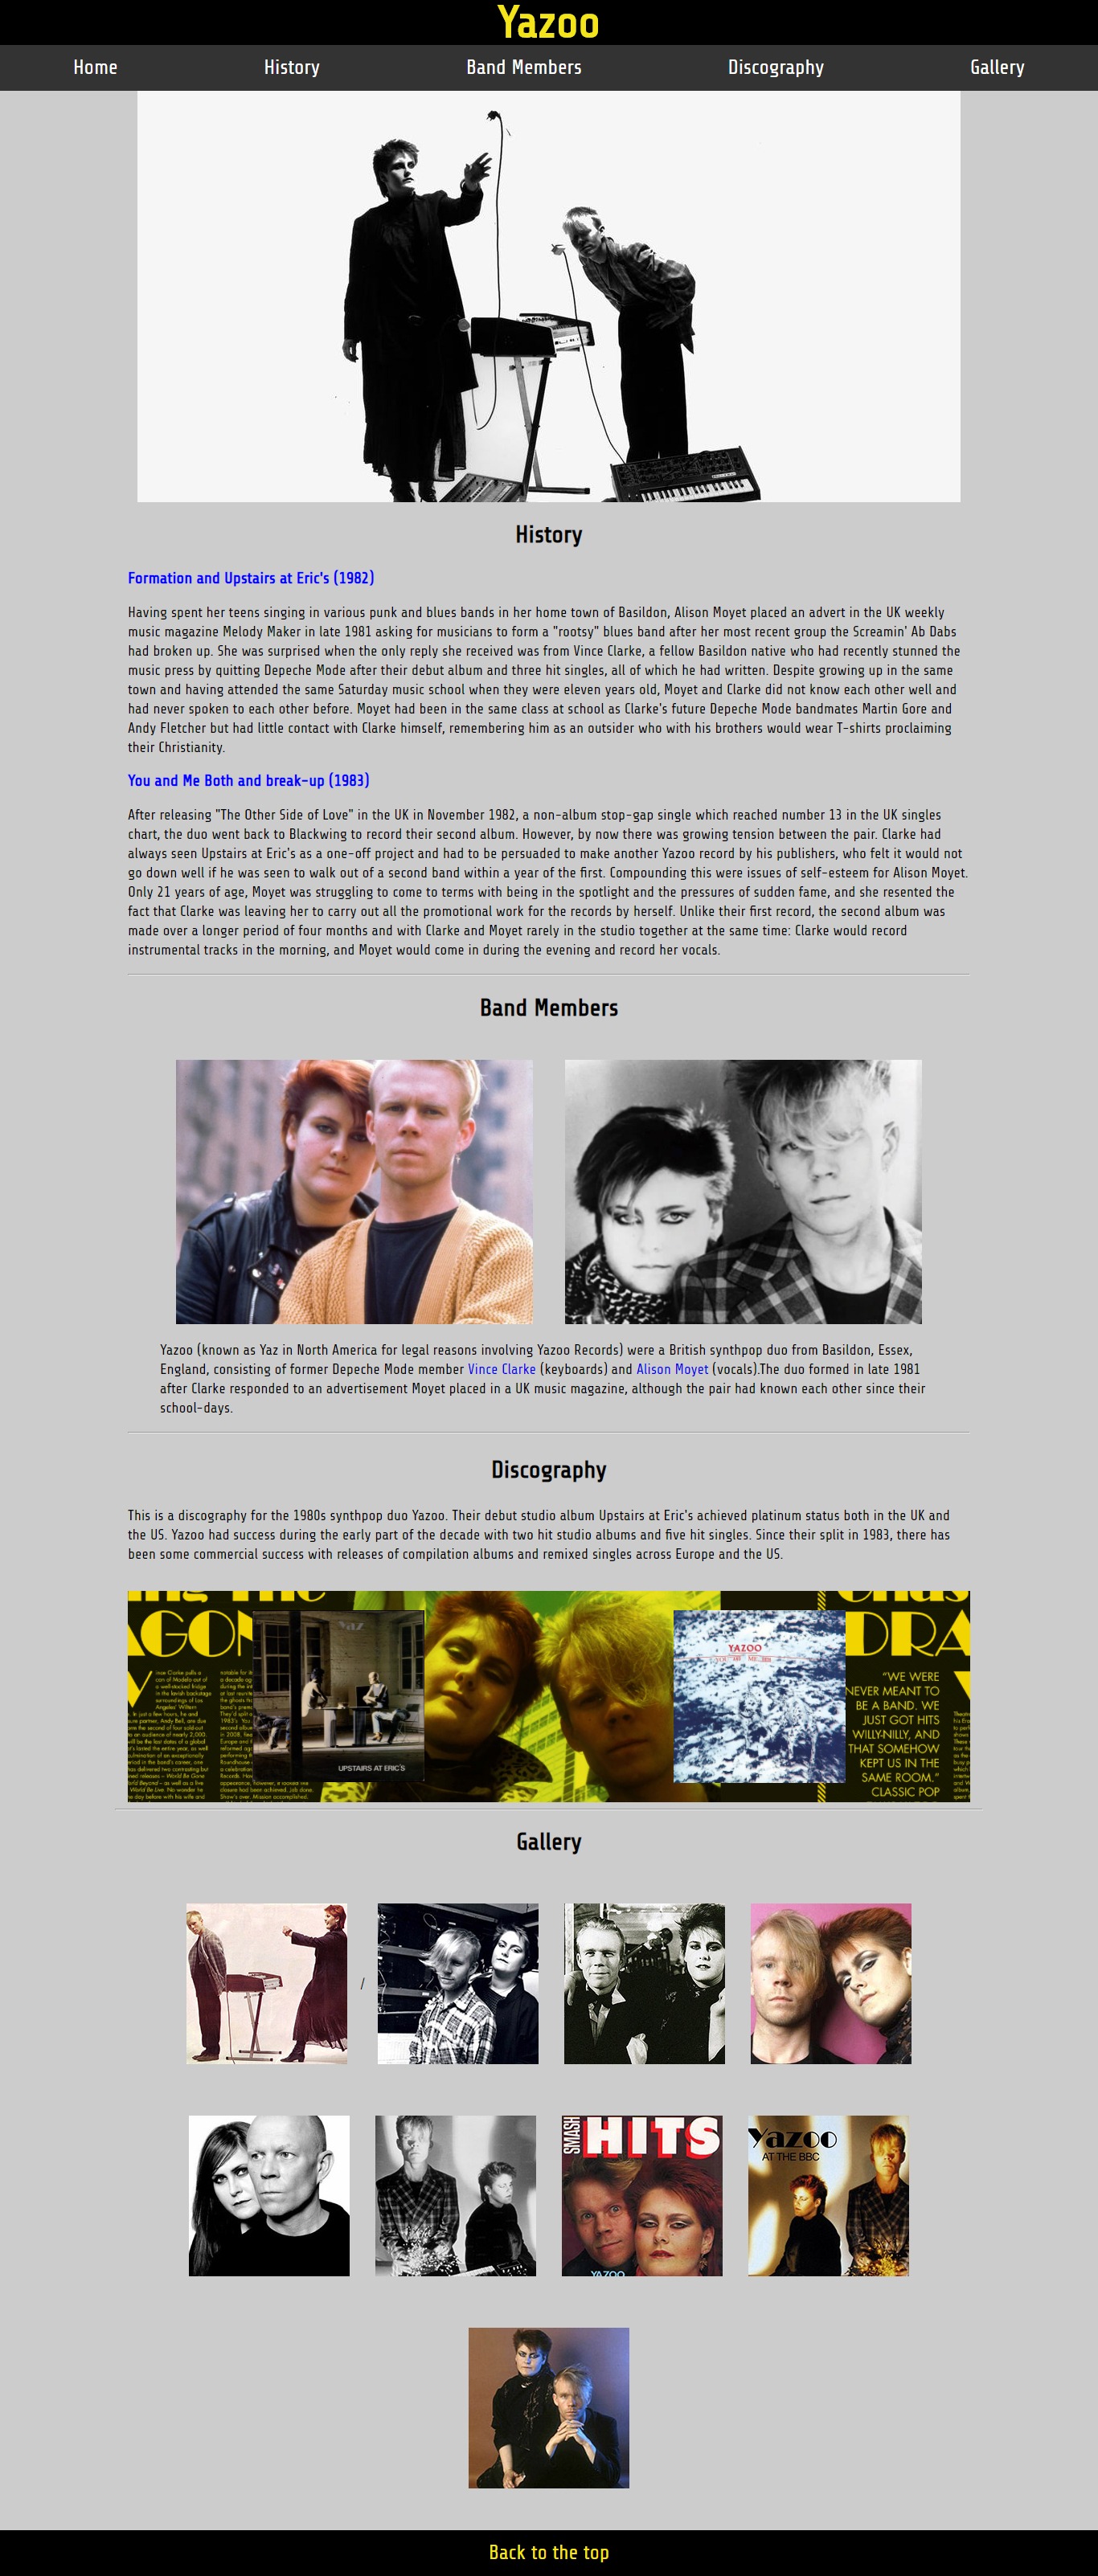 Yazoo
Home History Band Members Discography Gallery
History
Formation and Upstairs at Eric's (1982)
Having spent her teens singing in various punk and blues bands in her home town of Basildon, Alison Moyet placed an advert in the UK weekly
music magazine Melody Maker in late 1981 asking for musicians to form a "rootsy" blues band after her most recent group the Screamin' Ab Dabs
had broken up. She was surprised when the only reply she received was from Vince Clarke, a fellow Basildon native who had recently stunned the
music press by quitting Depeche Mode after their debut album and three hit singles, all of which he had written. Despite growing up in the same
town and having attended the same Saturday music school when they were eleven years old, Moyet and Clarke did not know each other well and
had never spoken to each other before. Moyet had been in the same class at school as Clarke's future Depeche Mode bandmates Martin Gore and
Andy Fletcher but had little contact with Clarke himself, remembering him as an outsider who with his brothers would wear T-shirts proclaiming
their Christianity.
You and Me Both and break-up (1983)
After releasing "The Other Side of Love" in the UK in November 1982, a non-album stop-gap single which reached number 13 in the UK singles
chart, the duo went back to Blackwing to record their second album. However, by now there was growing tension between the pair. Clarke had
always seen Upstairs at Eric's as a one-off project and had to be persuaded to make another Yazoo record by his publishers, who felt it would not
go down well if he was seen to walk out of a second band within a year of the first. Compounding this were issues of self-esteem for Alison Moyet.
Only 21 years of age, Moyet was struggling to come to terms with being in the spotlight and the pressures of sudden fame, and she resented the
fact that Clarke was leaving her to carry out all the promotional work for the records by herself. Unlike their first record, the second album was
made over a longer period of four months and with Clarke and Moyet rarely in the studio together at the same time: Clarke would record
instrumental tracks in the morning, and Moyet would come in during the evening and record her vocals.
Band Members
Yazoo (known as Yaz in North America for legal reasons involving Yazoo Records) were a British synthpop duo from Basildon, Essex,
England, consisting of former Depeche Mode member Vince Clarke (keyboards) and Alison Moyet (vocals).The duo formed in late 1981
after Clarke responded to an advertisement Moyet placed in a UK music magazine, although the pair had known each other since their
school-days.
Discography
This is a discography for the 1980s synthpop duo Yazoo. Their debut studio album Upstairs at Eric's achieved platinum status both in the UK and
the US. Yazoo had success during the early part of the decade with two hit studio albums and five hit singles. Since their split in 1983, there has
been some commercial success with releases of compilation albums and remixed singles across Europe and the US.
AGON
YAZ
UPSTAIRS AT ERIC'S
YAZOO
DRA
"WE WERE
NEVER MEANT TO
BE A BAND. WE
JUST GOT HITS
WILLY-NILLY, AND
THAT SOMEHOW
KEPT US IN THE
SAME ROOM."
CLASSIC POP
Gallery
/
SMASH HITS
YAZOO
Yazoo
AT THE BBC
Back to the top